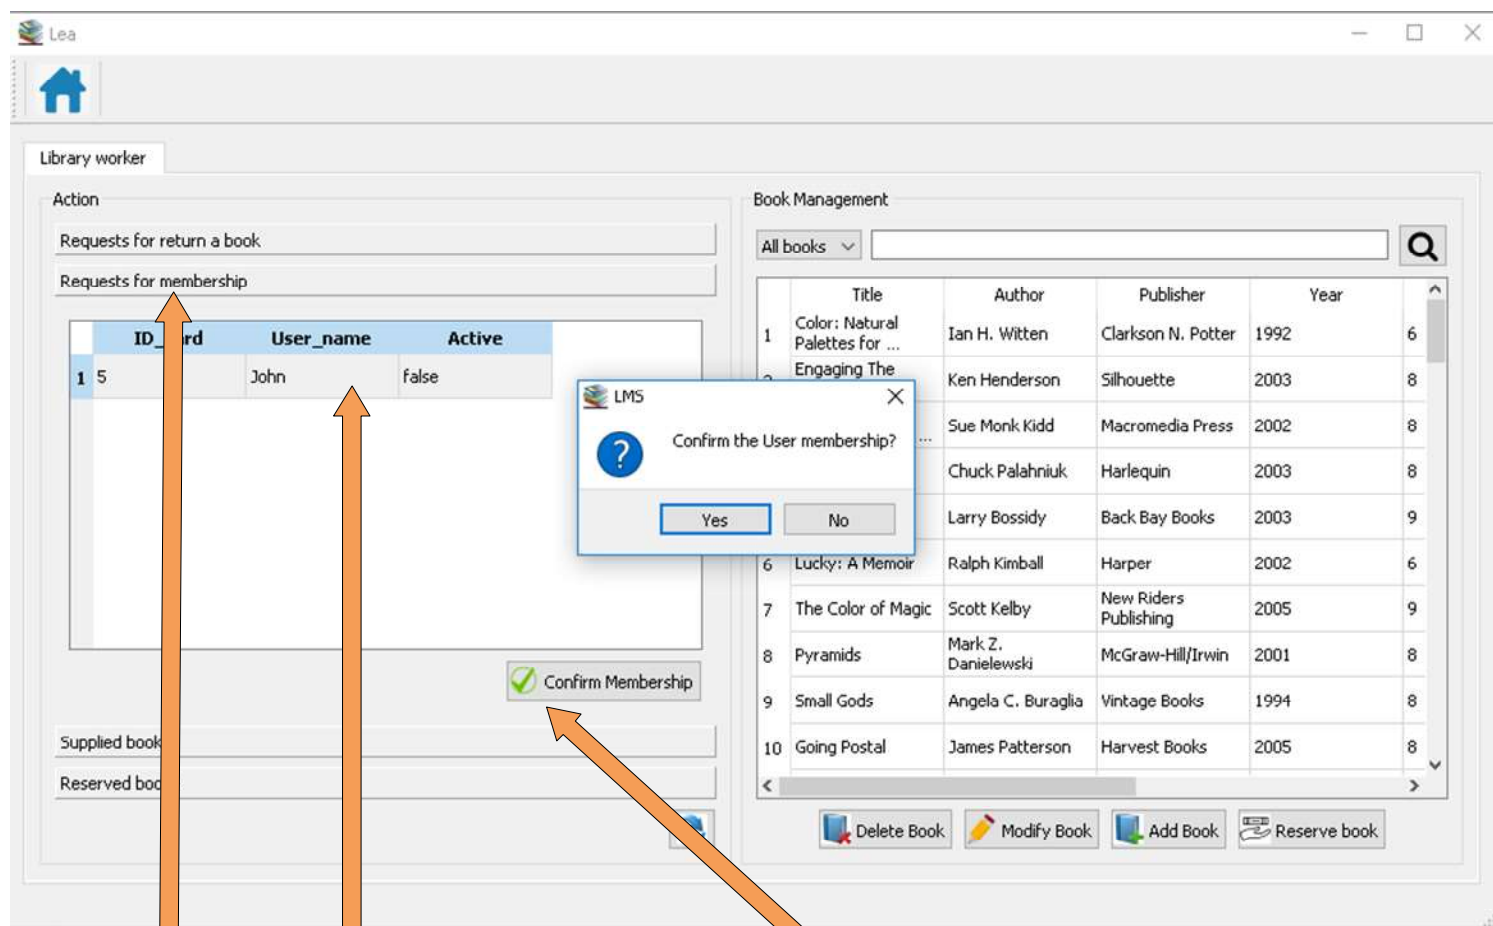 Lea
Library worker
Action
Requests for return a book
Requests for membership
User_name Active
1 5 John false
Confirm Membership
Supplied book
Reserved
Book Management
All books
Title Author Publisher Year
1 Color: Natural Palettes for ... Ian H. Witten Clarkson N. Potter 1992 6
Engaging The Ken Henderson Silhouette 2003 8
... Sue Monk Kidd Macromedia Press 2002 8
Chuck Palahniuk Harlequin 2003 8
Larry Bossidy Back Bay Books 2003 9
6 Lucky: A Memoir Ralph Kimball Harper 2002 6
7 The Color of Magic Scott Kelby New Riders Publishing 2005 9
8 Pyramids Mark Z. Danielewski McGraw-Hill/Irwin 2001 8
9 Small Gods Angela C. Buraglia Vintage Books 1994 8
10 Going Postal James Patterson Harvest Books 2005 8
Delete Book Modify Book Add Book Reserve book
LMS
Confirm the User membership?
Yes No